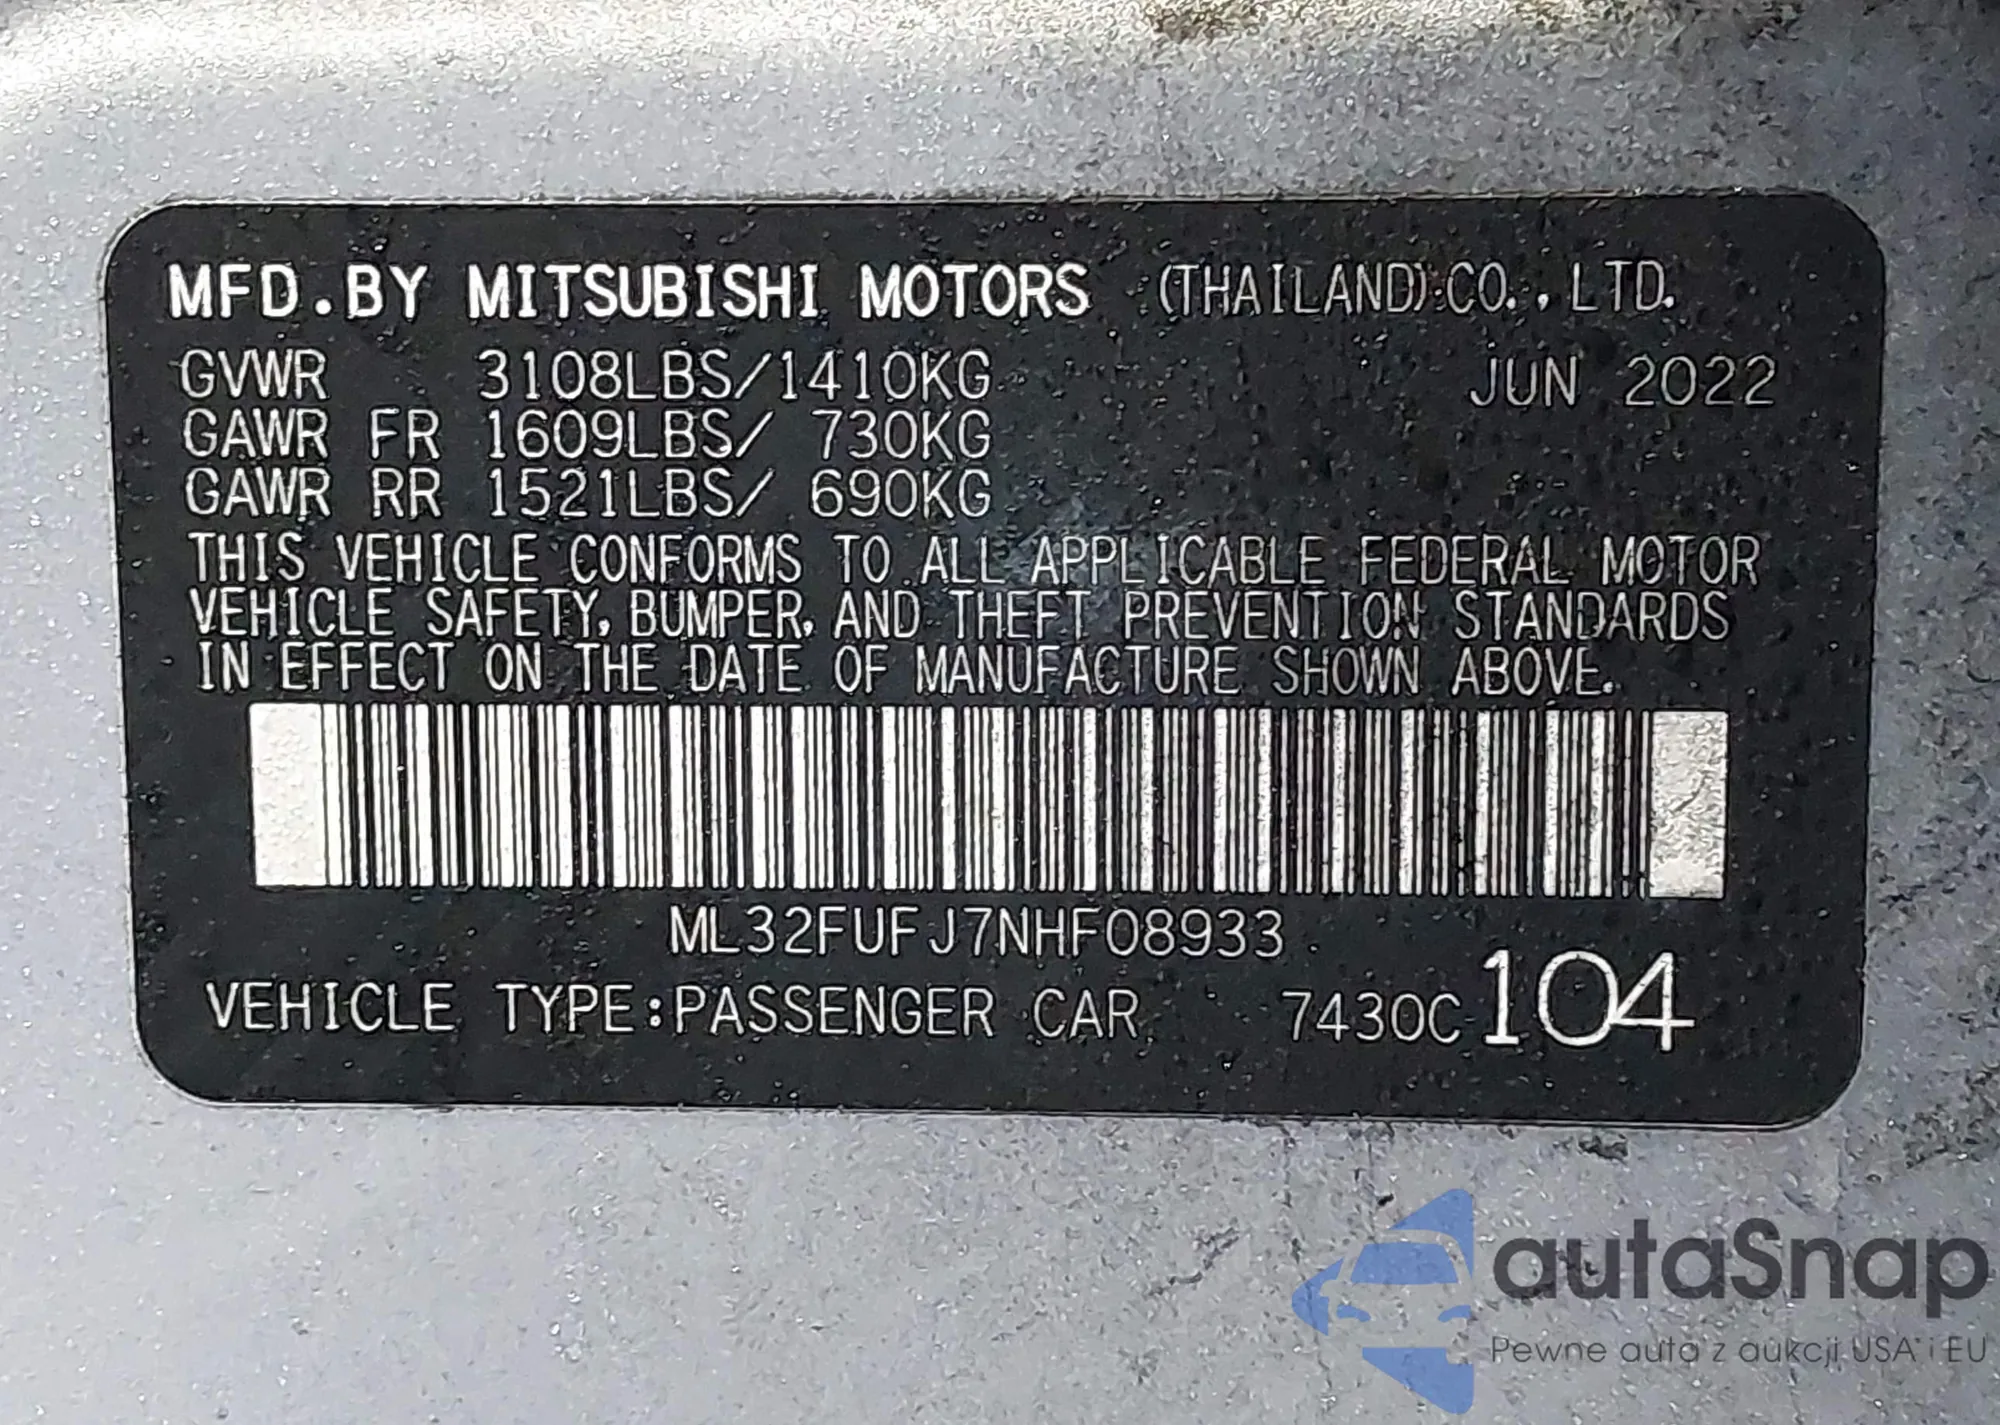 MFD.BY MITSUBISHI MOTORS (THAILAND) CO., LTD.
GVWR 3108LBS/1410KG JUN 2022
GAWR FR 1609LBS/ 730KG
GAWR RR 1521LBS/ 690KG
THIS VEHICLE CONFORMS TO ALL APPLICABLE FEDERAL MOTOR
VEHICLE SAFETY, BUMPER, AND THEFT PREVENTION STANDARDS
IN EFFECT ON THE DATE OF MANUFACTURE SHOWN ABOVE.
ML32FUFJ7NHF08933
VEHICLE TYPE:PASSENGER CAR 7430C 104
autaSnap
Pewne auta z aukcji USA i EU